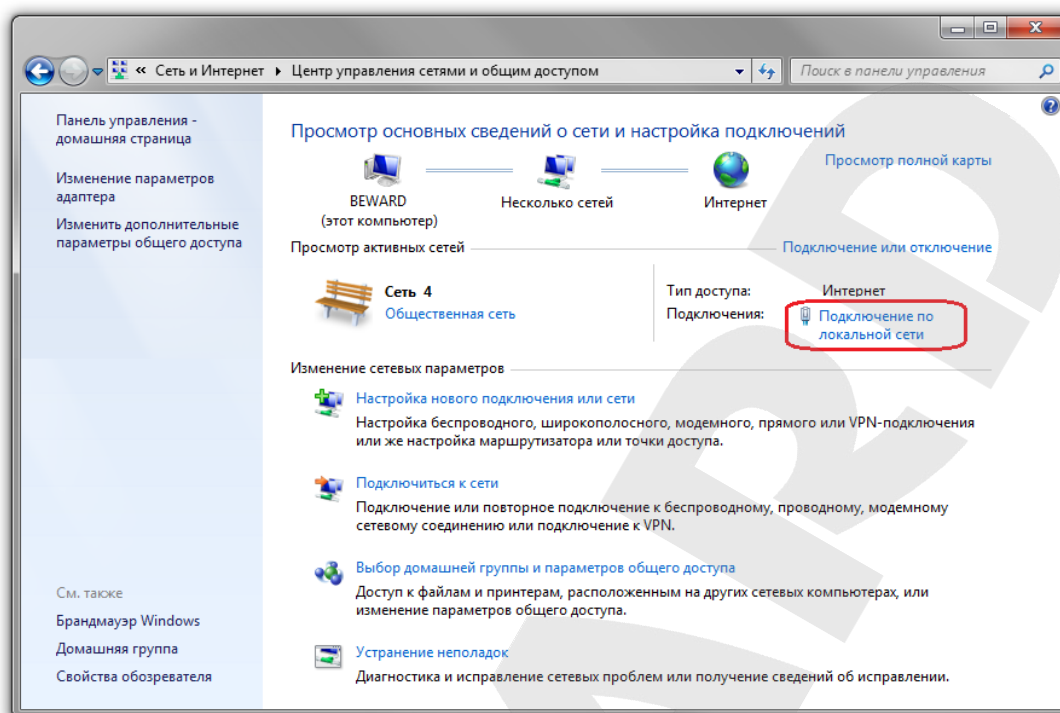 « Сеть и Интернет ▸ Центр управления сетями и общим доступом
Поиск в панели управления
Панель управления -
домашняя страница
Изменение параметров
адаптера
Изменить дополнительные
параметры общего доступа
См. также
Брандмауэр Windows
Домашняя группа
Свойства обозревателя
Просмотр основных сведений о сети и настройка подключений
Просмотр полной карты
BEWARD
(этот компьютер)
Несколько сетей
Интернет
Просмотр активных сетей
Подключение или отключение
Сеть 4
Общественная сеть
Тип доступа: Интернет
Подключения: Подключение по
локальной сети
Изменение сетевых параметров
Настройка нового подключения или сети
Настройка беспроводного, широкополосного, модемного, прямого или VPN-подключения
или же настройка маршрутизатора или точки доступа.
Подключиться к сети
Подключение или повторное подключение к беспроводному, проводному, модемному
сетевому соединению или подключение к VPN.
Выбор домашней группы и параметров общего доступа
Доступ к файлам и принтерам, расположенным на других сетевых компьютерах, или
изменение параметров общего доступа.
Устранение неполадок
Диагностика и исправление сетевых проблем или получение сведений об исправлении.